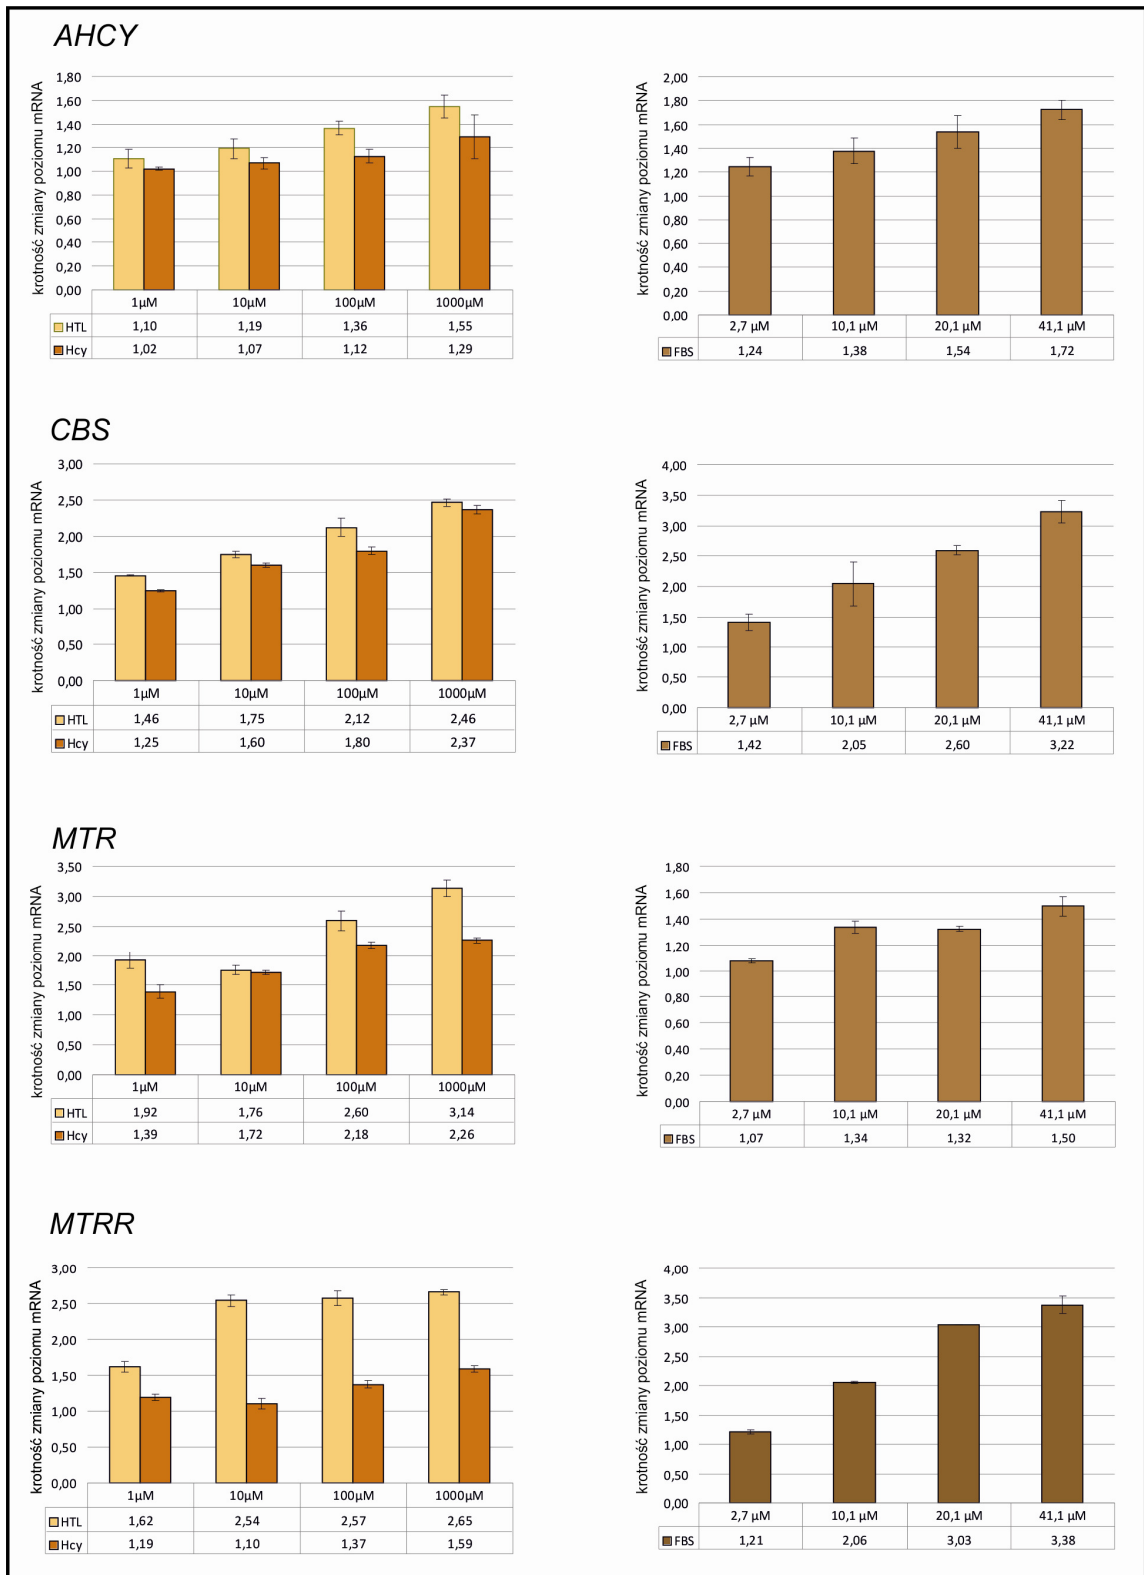 AHCY
krotność zmiany poziomu mRNA
1,80
1,60
1,40
1,20
1,00
0,80
0,60
0,40
0,20
0,00
1µM 10µM 100µM 1000µM
HTL 1,10 1,19 1,36 1,55
Hcy 1,02 1,07 1,12 1,29
krotność zmiany poziomu mRNA
2,00
1,80
1,60
1,40
1,20
1,00
0,80
0,60
0,40
0,20
0,00
2,7 µM 10,1 µM 20,1 µM 41,1 µM
FBS 1,24 1,38 1,54 1,72
CBS
krotność zmiany poziomu mRNA
3,00
2,50
2,00
1,50
1,00
0,50
0,00
1µM 10µM 100µM 1000µM
HTL 1,46 1,75 2,12 2,46
Hcy 1,25 1,60 1,80 2,37
krotność zmiany poziomu mRNA
4,00
3,50
3,00
2,50
2,00
1,50
1,00
0,50
0,00
2,7 µM 10,1 µM 20,1 µM 41,1 µM
FBS 1,42 2,05 2,60 3,22
MTR
krotność zmiany poziomu mRNA
3,50
3,00
2,50
2,00
1,50
1,00
0,50
0,00
1µM 10µM 100µM 1000µM
HTL 1,92 1,76 2,60 3,14
Hcy 1,39 1,72 2,18 2,26
krotność zmiany poziomu mRNA
1,80
1,60
1,40
1,20
1,00
0,80
0,60
0,40
0,20
0,00
2,7 µM 10,1 µM 20,1 µM 41,1 µM
FBS 1,07 1,34 1,32 1,50
MTRR
krotność zmiany poziomu mRNA
3,00
2,50
2,00
1,50
1,00
0,50
0,00
1µM 10µM 100µM 1000µM
HTL 1,62 2,54 2,57 2,65
Hcy 1,19 1,10 1,37 1,59
krotność zmiany poziomu mRNA
4,00
3,50
3,00
2,50
2,00
1,50
1,00
0,50
0,00
2,7 µM 10,1 µM 20,1 µM 41,1 µM
FBS 1,21 2,06 3,03 3,38